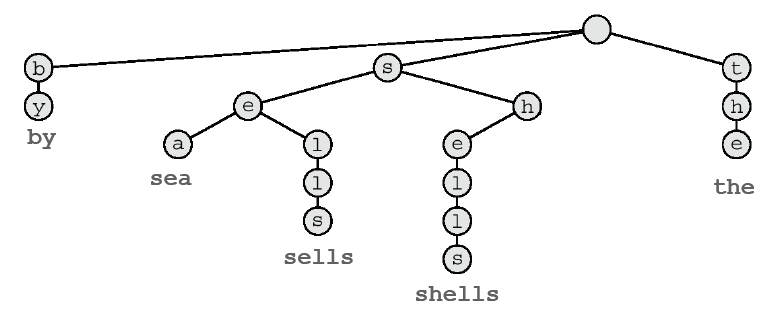 b s t
y e h h
by
a l e e
sea
l l
the
s l
sells
s
shells